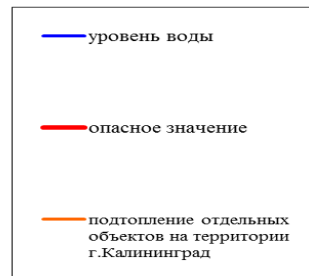 уровень воды
опасное значение
подтопление отдельных
объектов на территории
г.Калининград